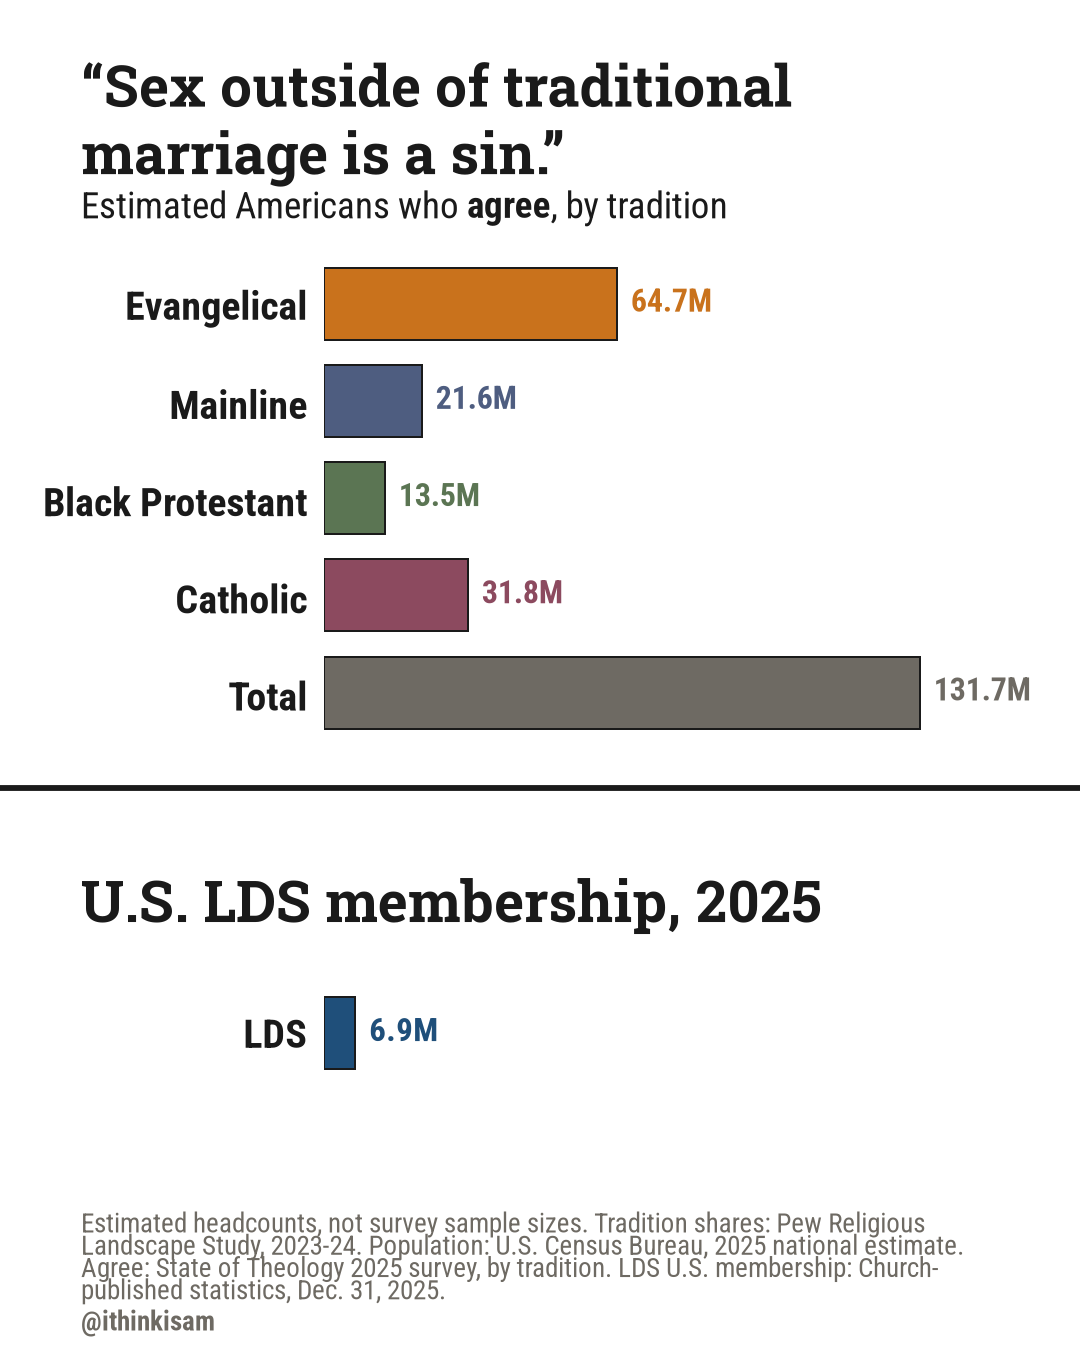 “Sex outside of traditional
marriage is a sin.”
Estimated Americans who agree, by tradition
Evangelical 64.7M
Mainline 21.6M
Black Protestant 13.5M
Catholic 31.8M
Total 131.7M
U.S. LDS membership, 2025
LDS 6.9M
Estimated headcounts, not survey sample sizes. Tradition shares: Pew Religious
Landscape Study, 2023-24. Population: U.S. Census Bureau, 2025 national estimate.
Agree: State of Theology 2025 survey, by tradition. LDS U.S. membership: Church-
published statistics, Dec. 31, 2025.
@ithinkisam